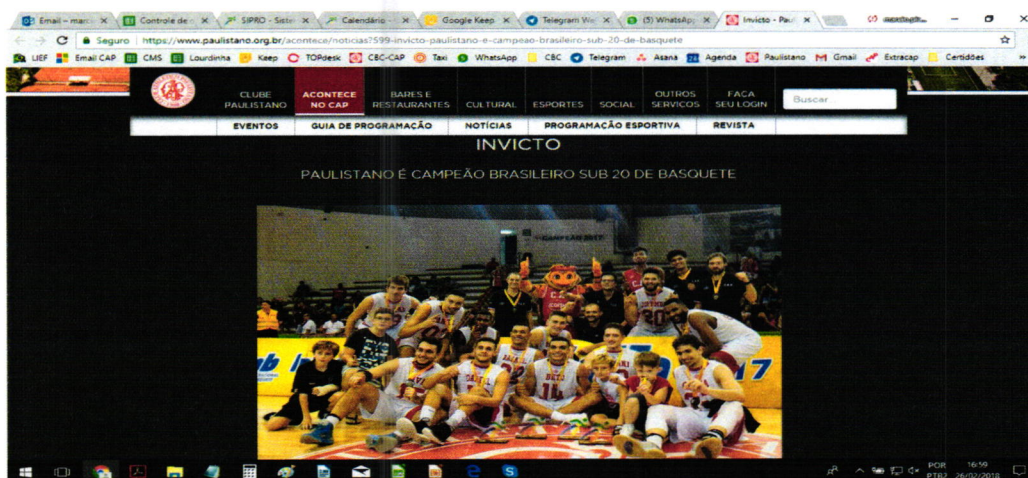 Email – marc
Controle de
SIPRO - Siste
Calendário -
Google Keep
Telegram We
(5) WhatsApp
Invicto - Pau
Seguro | https://www.paulistano.org.br/acontece/noticias?599-invicto-paulistano-e-campeao-brasileiro-sub-20-de-basquete
UEF Email CAP CMS Lourdinha Keep TOPdesk CBC-CAP Taxi WhatsApp CBC Telegram Asana Agenda Paulistano Gmail Extracap Certidões »
CLUBE PAULISTANO
ACONTECE NO CAP
BARES E RESTAURANTES
CULTURAL
ESPORTES
SOCIAL
OUTROS SERVIÇOS
FAÇA SEU LOGIN
Buscar...
EVENTOS GUIA DE PROGRAMAÇÃO NOTÍCIAS PROGRAMAÇÃO ESPORTIVA REVISTA
INVICTO
PAULISTANO É CAMPEÃO BRASILEIRO SUB 20 DE BASQUETE
20
14
17
POR 16:59
PTB2 26/02/2018